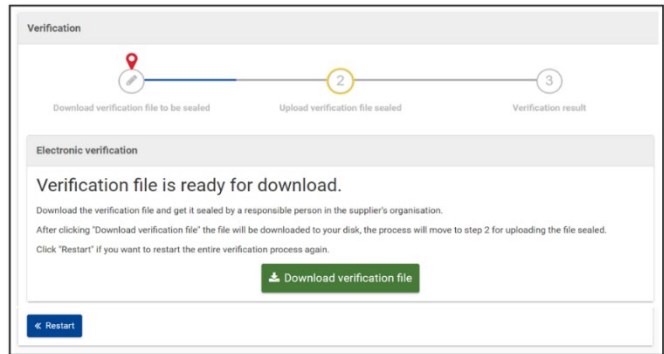 Verification
2
3
Download verification file to be sealed
Upload verification file sealed
Verification result
Electronic verification
Verification file is ready for download.
Download the verification file and get it sealed by a responsible person in the supplier's organisation.
After clicking "Download verification file" the file will be downloaded to your disk, the process will move to step 2 for uploading the file sealed.
Click "Restart" if you want to restart the entire verification process again.
Download verification file
« Restart